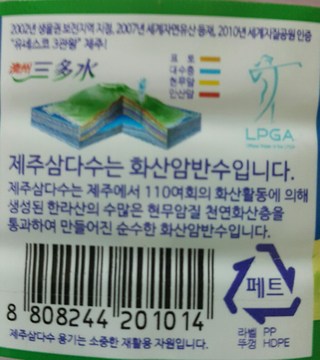 2002년 생물권 보전지역 지정, 2007년 세계자연유산 등재, 2010년 세계지질공원 인증
"유네스코 3관왕" 제주!
濟州 三多水
표 토
대수층
현무암
화산암
LPGA
제주삼다수는 화산암반수입니다.
제주삼다수는 제주에서 110여회의 화산활동에 의해
생성된 한라산의 수많은 현무암질 천연화산층을
통과하여 만들어진 순수한 화산암반수입니다.
페트
8 808244 201014
라벨 PP
뚜껑 HDPE
제주삼다수 용기는 소중한 재활용 자원입니다.